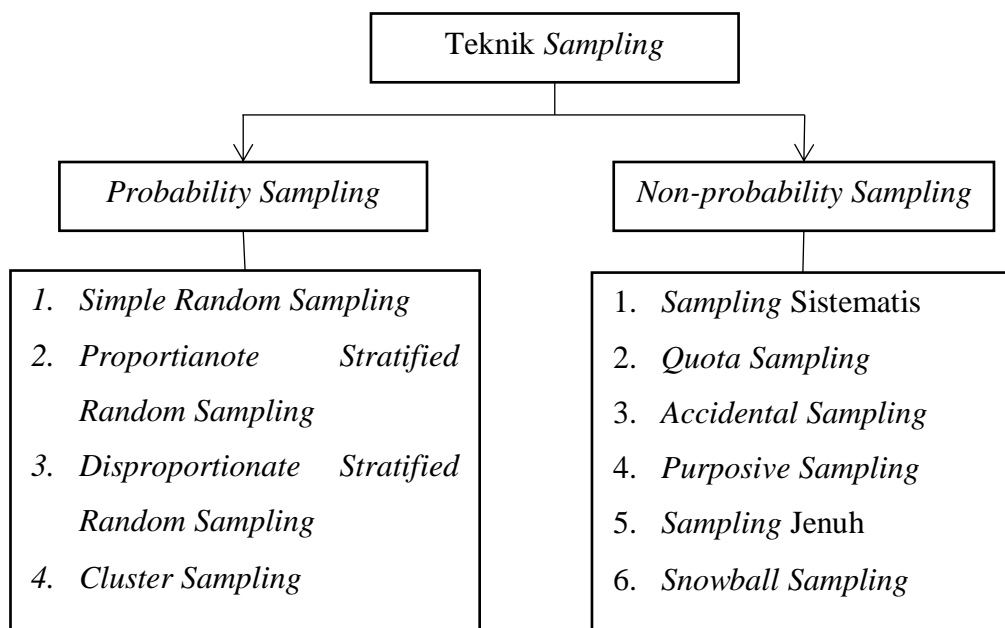 Teknik Sampling
Probability Sampling
Non-probability Sampling
1. Simple Random Sampling
2. Proportianote Stratified
Random Sampling
3. Disproportionate Stratified
Random Sampling
4. Cluster Sampling
1. Sampling Sistematis
2. Quota Sampling
3. Accidental Sampling
4. Purposive Sampling
5. Sampling Jenuh
6. Snowball Sampling